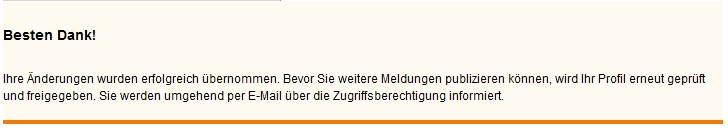 Besten Dank!
Ihre Änderungen wurden erfolgreich übernommen. Bevor Sie weitere Meldungen publizieren können, wird Ihr Profil erneut geprüft
und freigegeben. Sie werden umgehend per E-Mail über die Zugriffsberechtigung informiert.